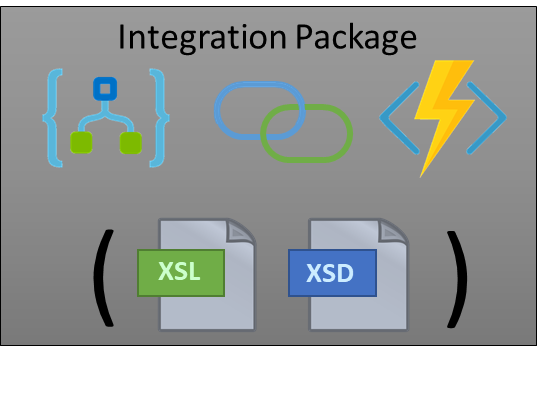 Integration Package
( XSL XSD )